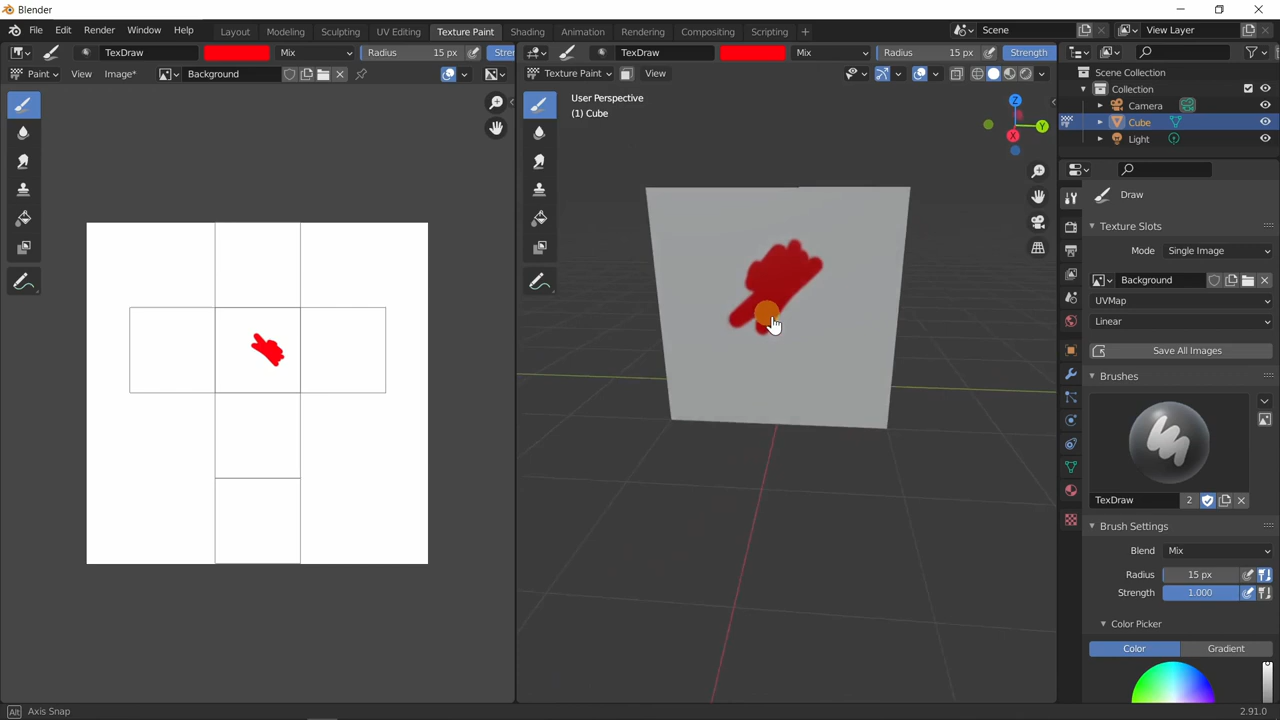 Blender
File Edit Render Window Help Layout Modeling Sculpting UV Editing Texture Paint Shading Animation Rendering Compositing Scripting + Scene View Layer
TexDraw Mix Radius 15 px Stren TexDraw Mix Radius 15 px Strength
Paint View Image* Background Texture Paint View
Scene Collection
Collection
Camera
Cube
Light
User Perspective
(1) Cube
Z
Y
X
Draw
Texture Slots
Mode Single Image
Background
UVMap
Linear
Save All Images
Brushes
TexDraw 2
Brush Settings
Blend Mix
Radius 15 px
Strength 1.000
Color Picker
Color Gradient
Alt Axis Snap 2.91.0